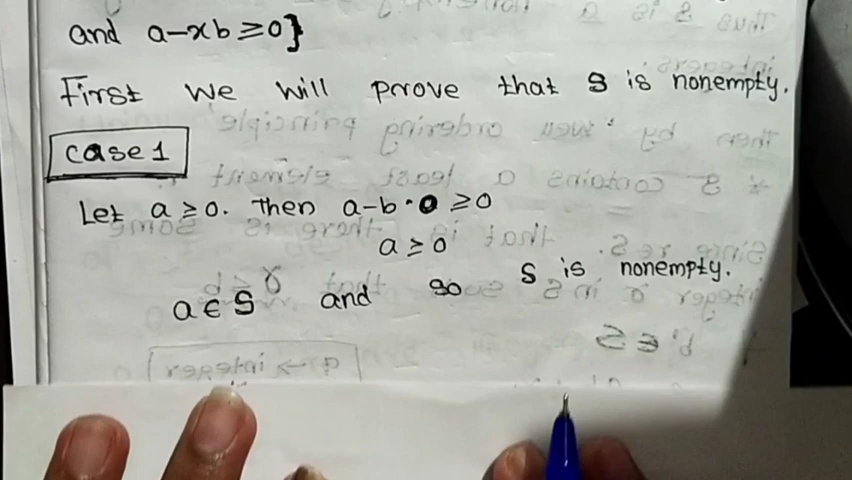 and a-xb ≥ 0}
First we will prove that S is nonempty.
case 1
Let a ≥ 0. Then a-b·0 ≥ 0
a ≥ 0
a ∈ S and so S is nonempty.